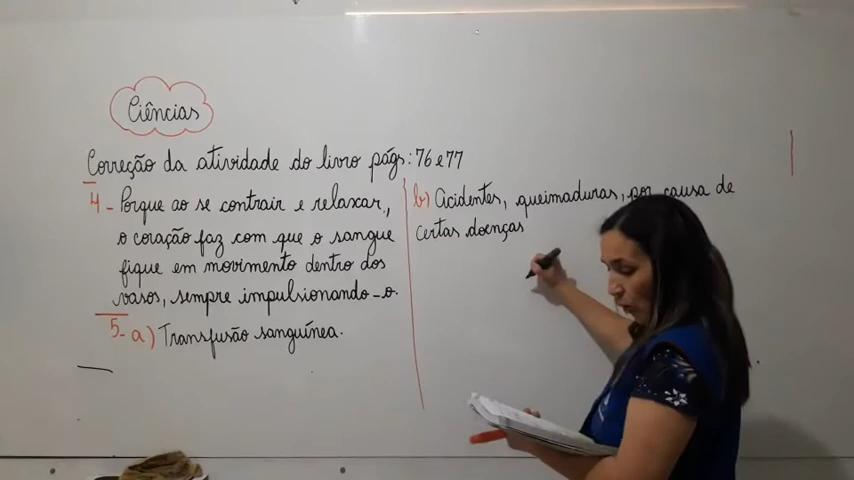 Ciências
Correção da atividade do livro págs: 76 e 77
4 - Porque ao se contrair e relaxar,
o coração faz com que o sangue
fique em movimento dentro dos
vasos, sempre impulsionando-o.
5- a) Transfusão sanguínea.
b) Acidentes, queimaduras, por causa de
certas doenças